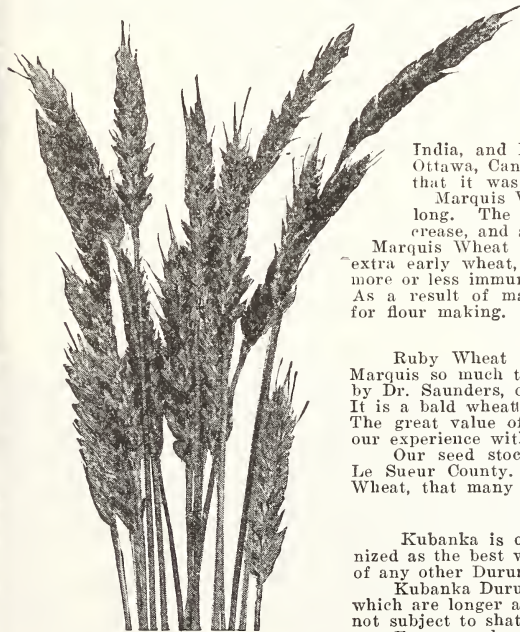 India, and
Ottawa, Can
that it was
Marquis
long. The
crease, and
Marquis Wheat
extra early wheat,
more or less immun
As a result of ma
for flour making.
Ruby Wheat
Marquis so much t
by Dr. Saunders, c
It is a bald wheat
The great value of
our experience wit
Our seed stoc
Le Sueur County.
Wheat, that many
Kubanka is c
nized as the best v
of any other Durum
Kubanka Duru
which are longer a
not subject to shat